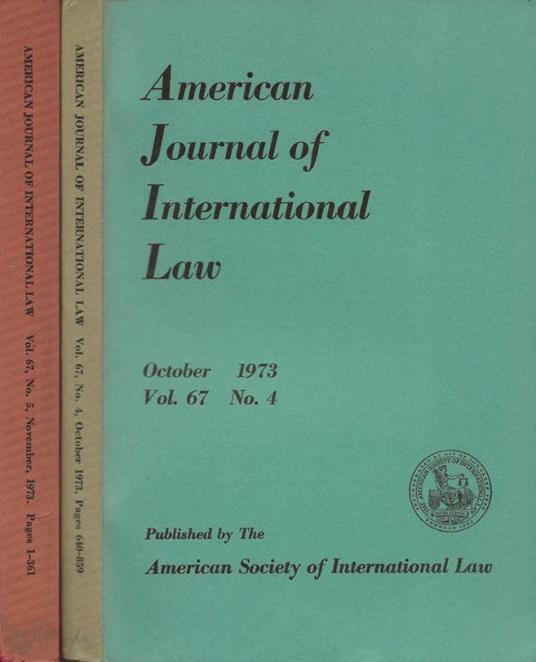 AMERICAN JOURNAL OF INTERNATIONAL LAW Vol. 67, No. 5, November, 1973. Pages 1-361
AMERICAN JOURNAL OF INTERNATIONAL LAW Vol. 67, No. 4, October 1973, Pages 640-859
American
Journal of
International
Law
October 1973
Vol. 67 No. 4
Published by The
American Society of International Law